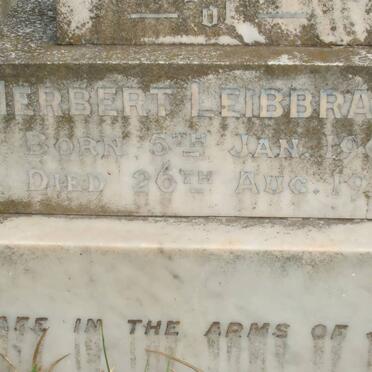 HERBERT LEIBBRA
BORN 5TH JAN. 19
DIED 26TH AUG. 19
AFE IN THE ARMS OF